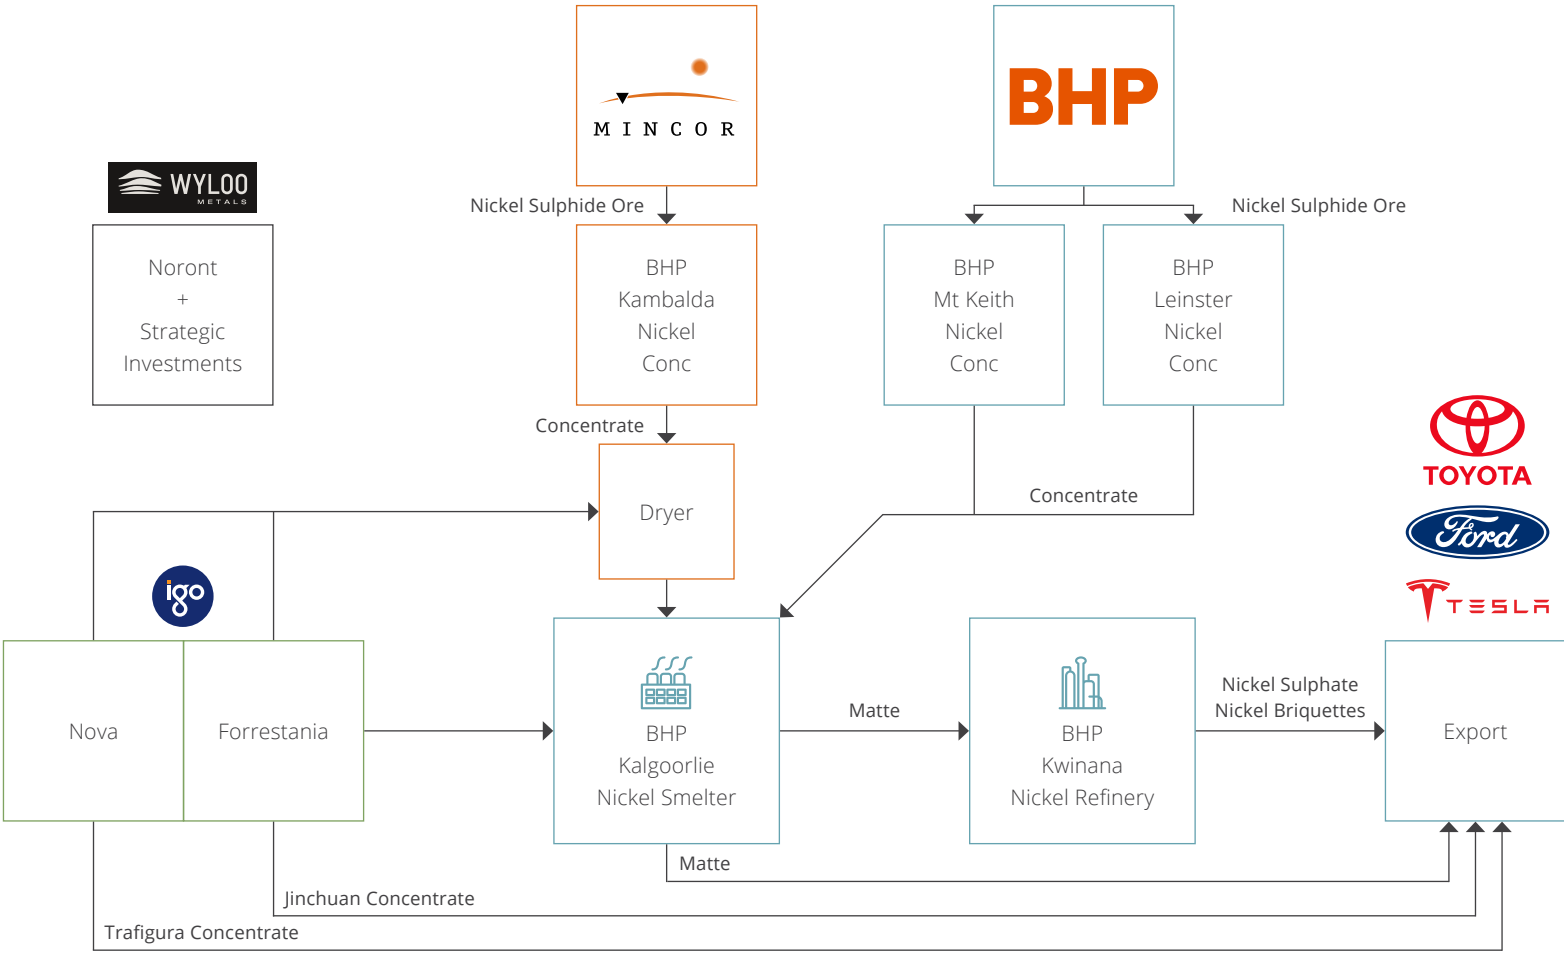 MINCOR
BHP
WYLOO
METALS
Nickel Sulphide Ore
Nickel Sulphide Ore
Noront
+
Strategic
Investments
BHP
Kambalda
Nickel
Conc
BHP
Mt Keith
Nickel
Conc
BHP
Leinster
Nickel
Conc
Concentrate
TOYOTA
Concentrate
Dryer
Ford
igo
TESLA
Nova
Forrestania
BHP
Kalgoorlie
Nickel Smelter
Matte
BHP
Kwinana
Nickel Refinery
Nickel Sulphate
Nickel Briquettes
Export
Matte
Jinchuan Concentrate
Trafigura Concentrate